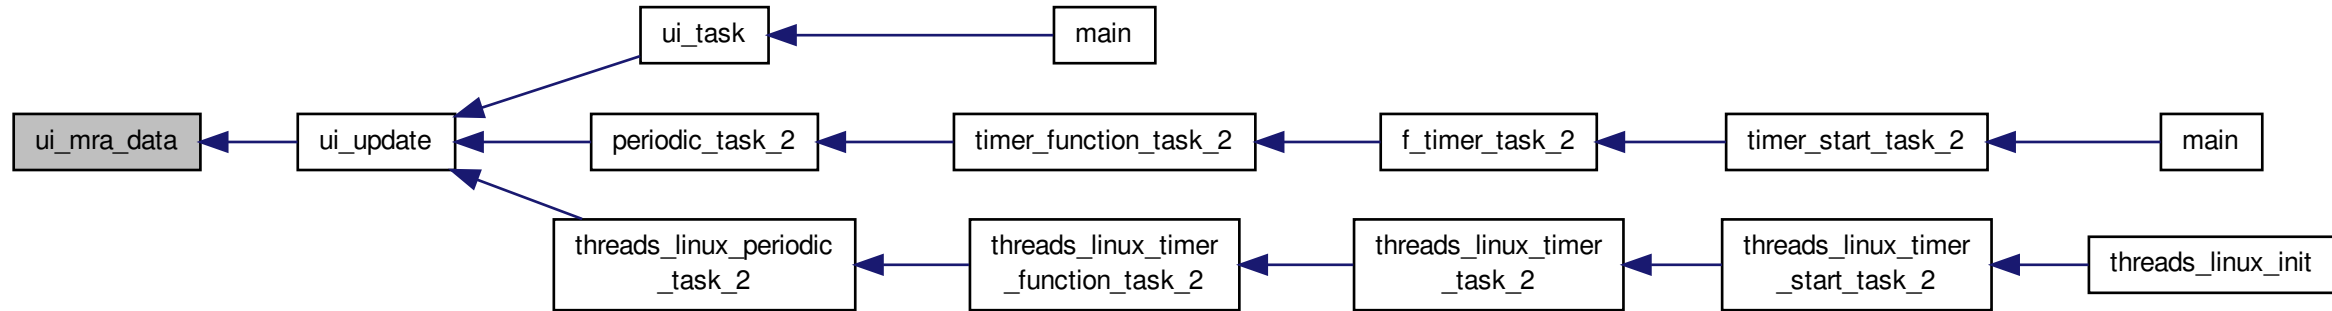 ui_task
main
ui_mra_data
ui_update
periodic_task_2
timer_function_task_2
f_timer_task_2
timer_start_task_2
main
threads_linux_periodic
_task_2
threads_linux_timer
_function_task_2
threads_linux_timer
_task_2
threads_linux_timer
_start_task_2
threads_linux_init